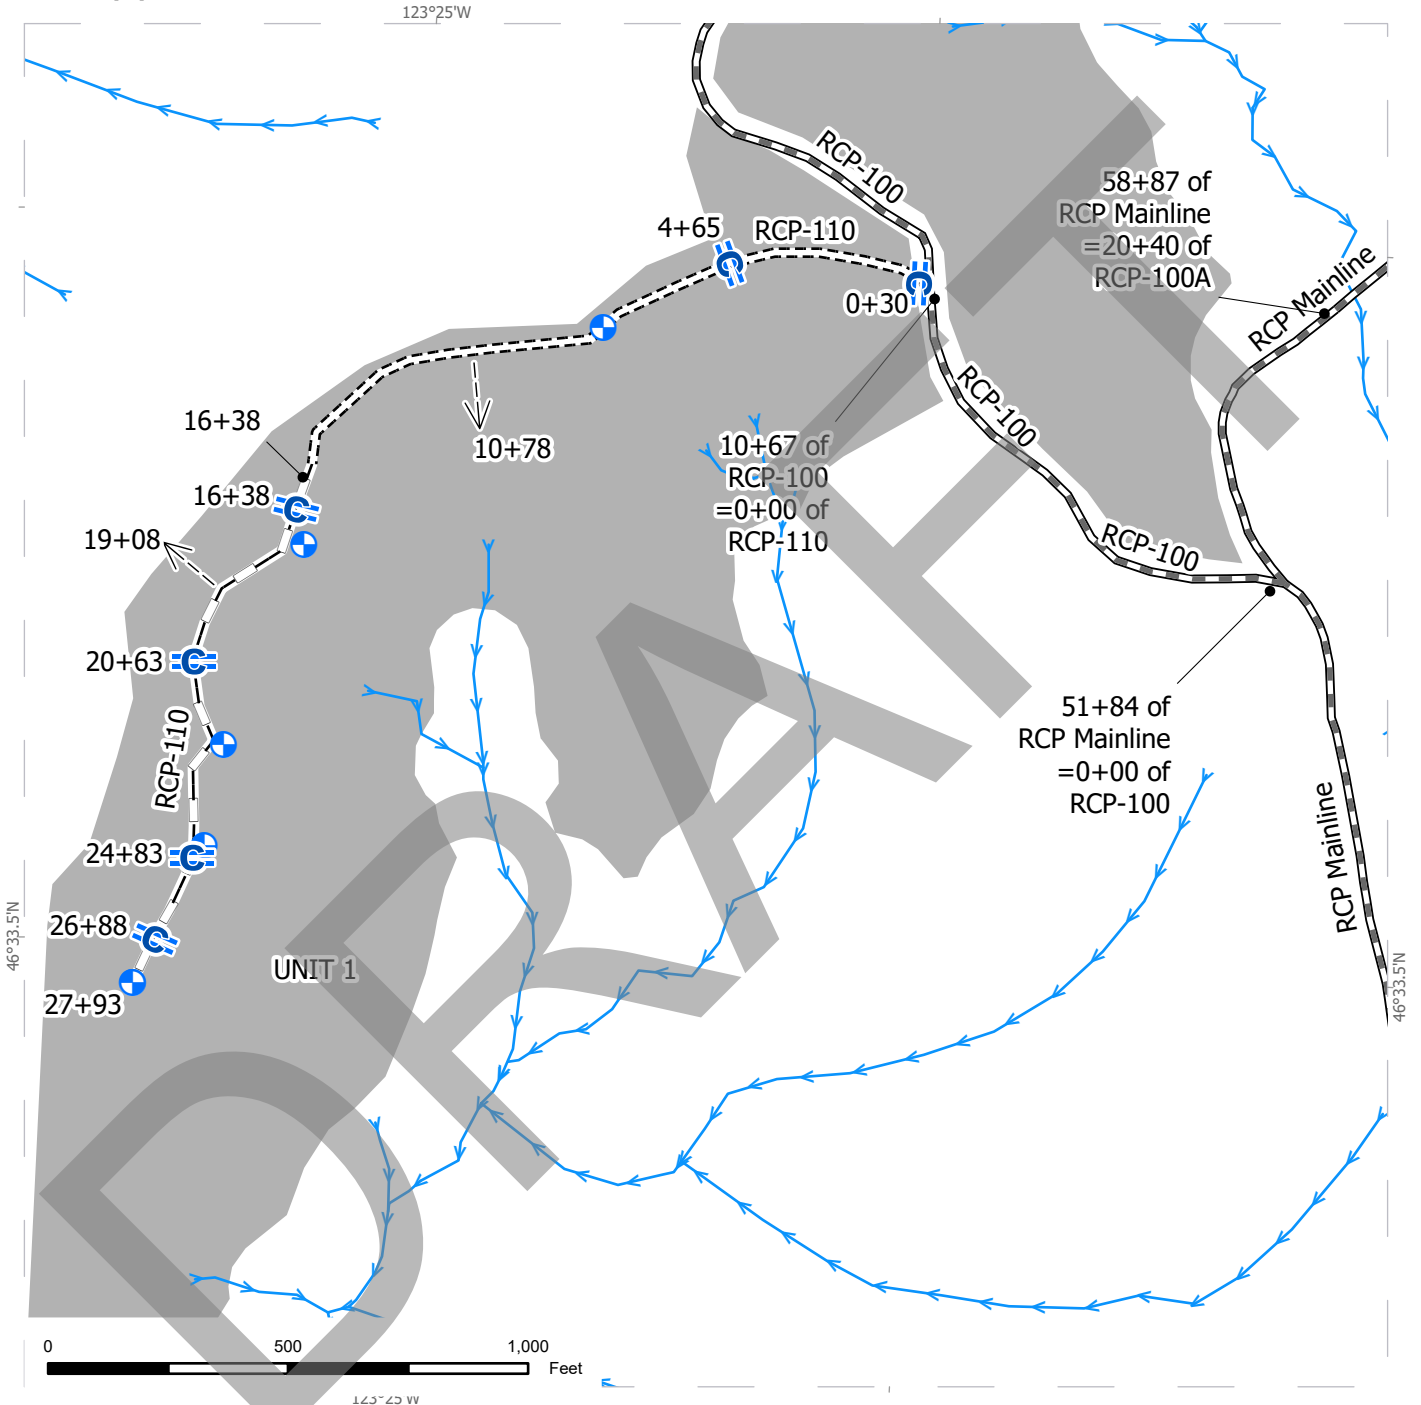 123°25'W
RCP-100
58+87 of
RCP Mainline
=20+40 of
RCP-100A
4+65
RCP-110
RCP Mainline
0+30
RCP-100
16+38
10+78
10+67 of
RCP-100
=0+00 of
RCP-110
16+38
19+08
RCP-100
20+63
51+84 of
RCP Mainline
=0+00 of
RCP-100
RCP-110
RCP Mainline
24+83
26+88
46°33.5'N
46°33.5'N
UNIT 1
27+93
DRAFT
0 500 1,000
Feet